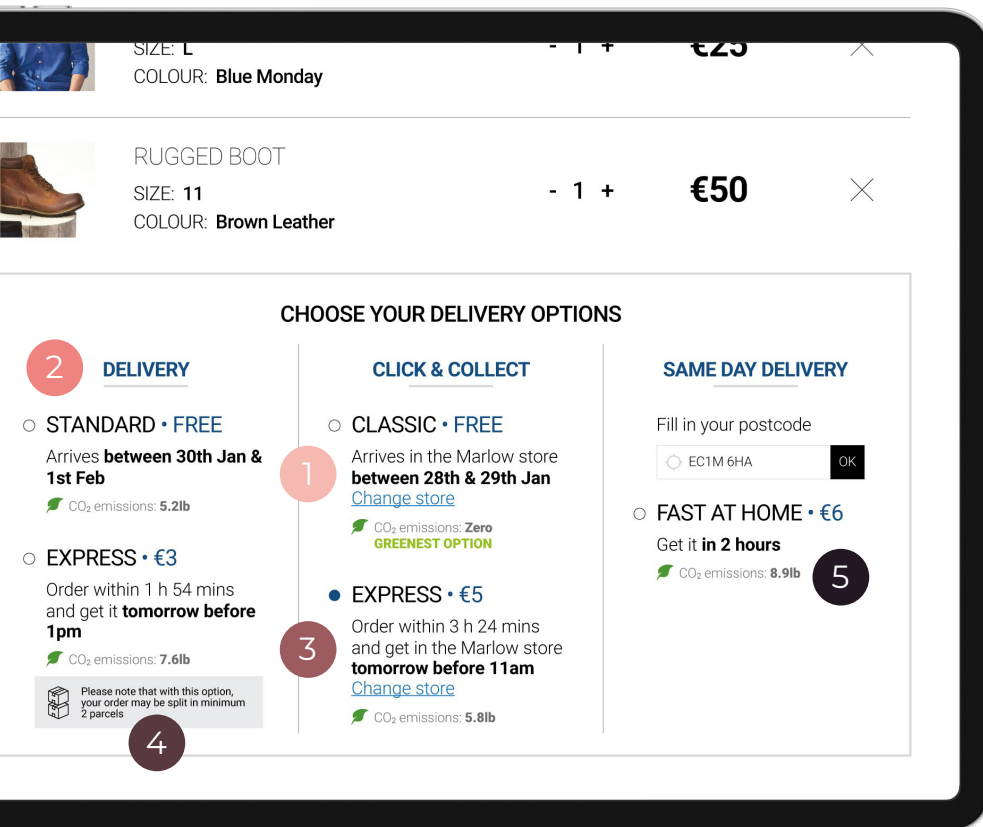 SIZE: L
- 1 +
€25
COLOUR: Blue Monday
RUGGED BOOT
SIZE: 11
- 1 +
€50
COLOUR: Brown Leather
CHOOSE YOUR DELIVERY OPTIONS
2
DELIVERY
STANDARD • FREE
Arrives between 30th Jan &
1st Feb
CO₂ emissions: 5.2lb
EXPRESS • €3
Order within 1 h 54 mins
and get it tomorrow before
1pm
CO₂ emissions: 7.6lb
Please note that with this option,
your order may be split in minimum
2 parcels
4
CLICK & COLLECT
CLASSIC • FREE
1
Arrives in the Marlow store
between 28th & 29th Jan
Change store
CO₂ emissions: Zero
GREENEST OPTION
EXPRESS • €5
3
Order within 3 h 24 mins
and get in the Marlow store
tomorrow before 11am
Change store
CO₂ emissions: 5.8lb
SAME DAY DELIVERY
Fill in your postcode
EC1M 6HA
OK
FAST AT HOME • €6
Get it in 2 hours
CO₂ emissions: 8.9lb
5